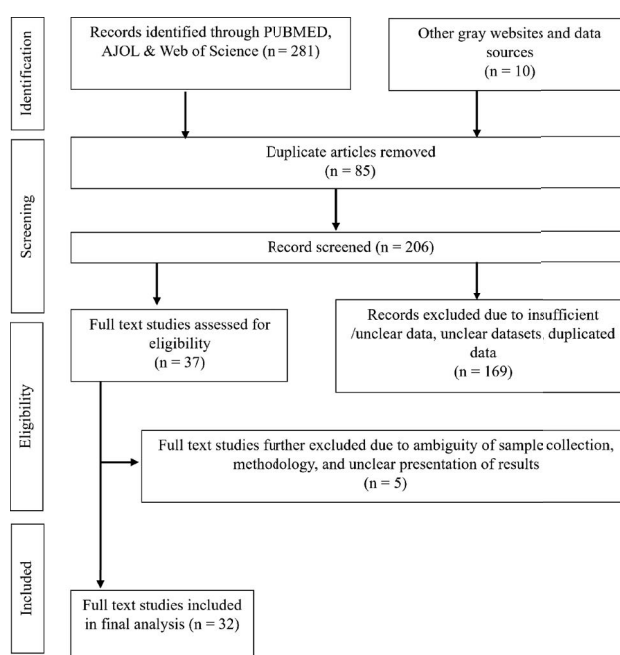 Identification
Records identified through PUBMED,
AJOL & Web of Science (n = 281)
Other gray websites and data
sources
(n = 10)
Screening
Duplicate articles removed
(n = 85)
Record screened (n = 206)
Full text studies assessed for
eligibility
(n = 37)
Records excluded due to insufficient
/unclear data, unclear datasets, duplicated
data
(n = 169)
Eligibility
Full text studies further excluded due to ambiguity of sample collection,
methodology, and unclear presentation of results
(n = 5)
Included
Full text studies included
in final analysis (n = 32)